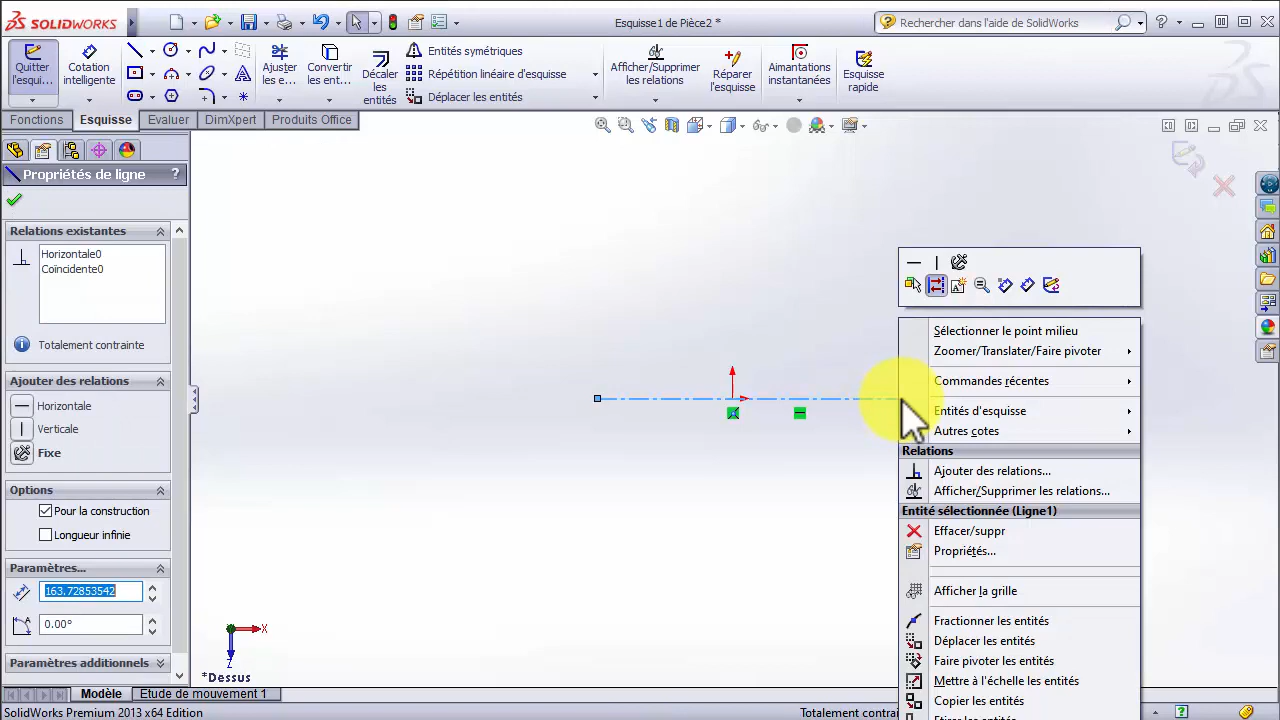 SOLIDWORKS
Esquisse1 de Pièce2 *
Rechercher dans l'aide de SolidWorks
Quitter l'esqui...
Cotation intelligente
Ajuster les e...
Convertir les ent...
Décaler les entités
Entités symétriques
Répétition linéaire d'esquisse
Déplacer les entités
Afficher/Supprimer les relations
Réparer l'esquisse
Aimantations instantanées
Esquisse rapide
Fonctions
Esquisse
Evaluer
DimXpert
Produits Office
Propriétés de ligne
?
Relations existantes
Horizontale0
Coïncidente0
Totalement contrainte
Ajouter des relations
Horizontale
Verticale
Fixe
Options
Pour la construction
Longueur infinie
Paramètres...
163.72853542
0.00°
Paramètres additionnels
X
Z
*Dessus
Sélectionner le point milieu
Zoomer/Translater/Faire pivoter
Commandes récentes
Entités d'esquisse
Autres cotes
Relations
Ajouter des relations...
Afficher/Supprimer les relations...
Entité sélectionnée (Ligne1)
Effacer/suppr
Propriétés...
Afficher la grille
Fractionner les entités
Déplacer les entités
Faire pivoter les entités
Mettre à l'échelle les entités
Copier les entités
Modèle
Etude de mouvement 1
SolidWorks Premium 2013 x64 Edition
Totalement contrai